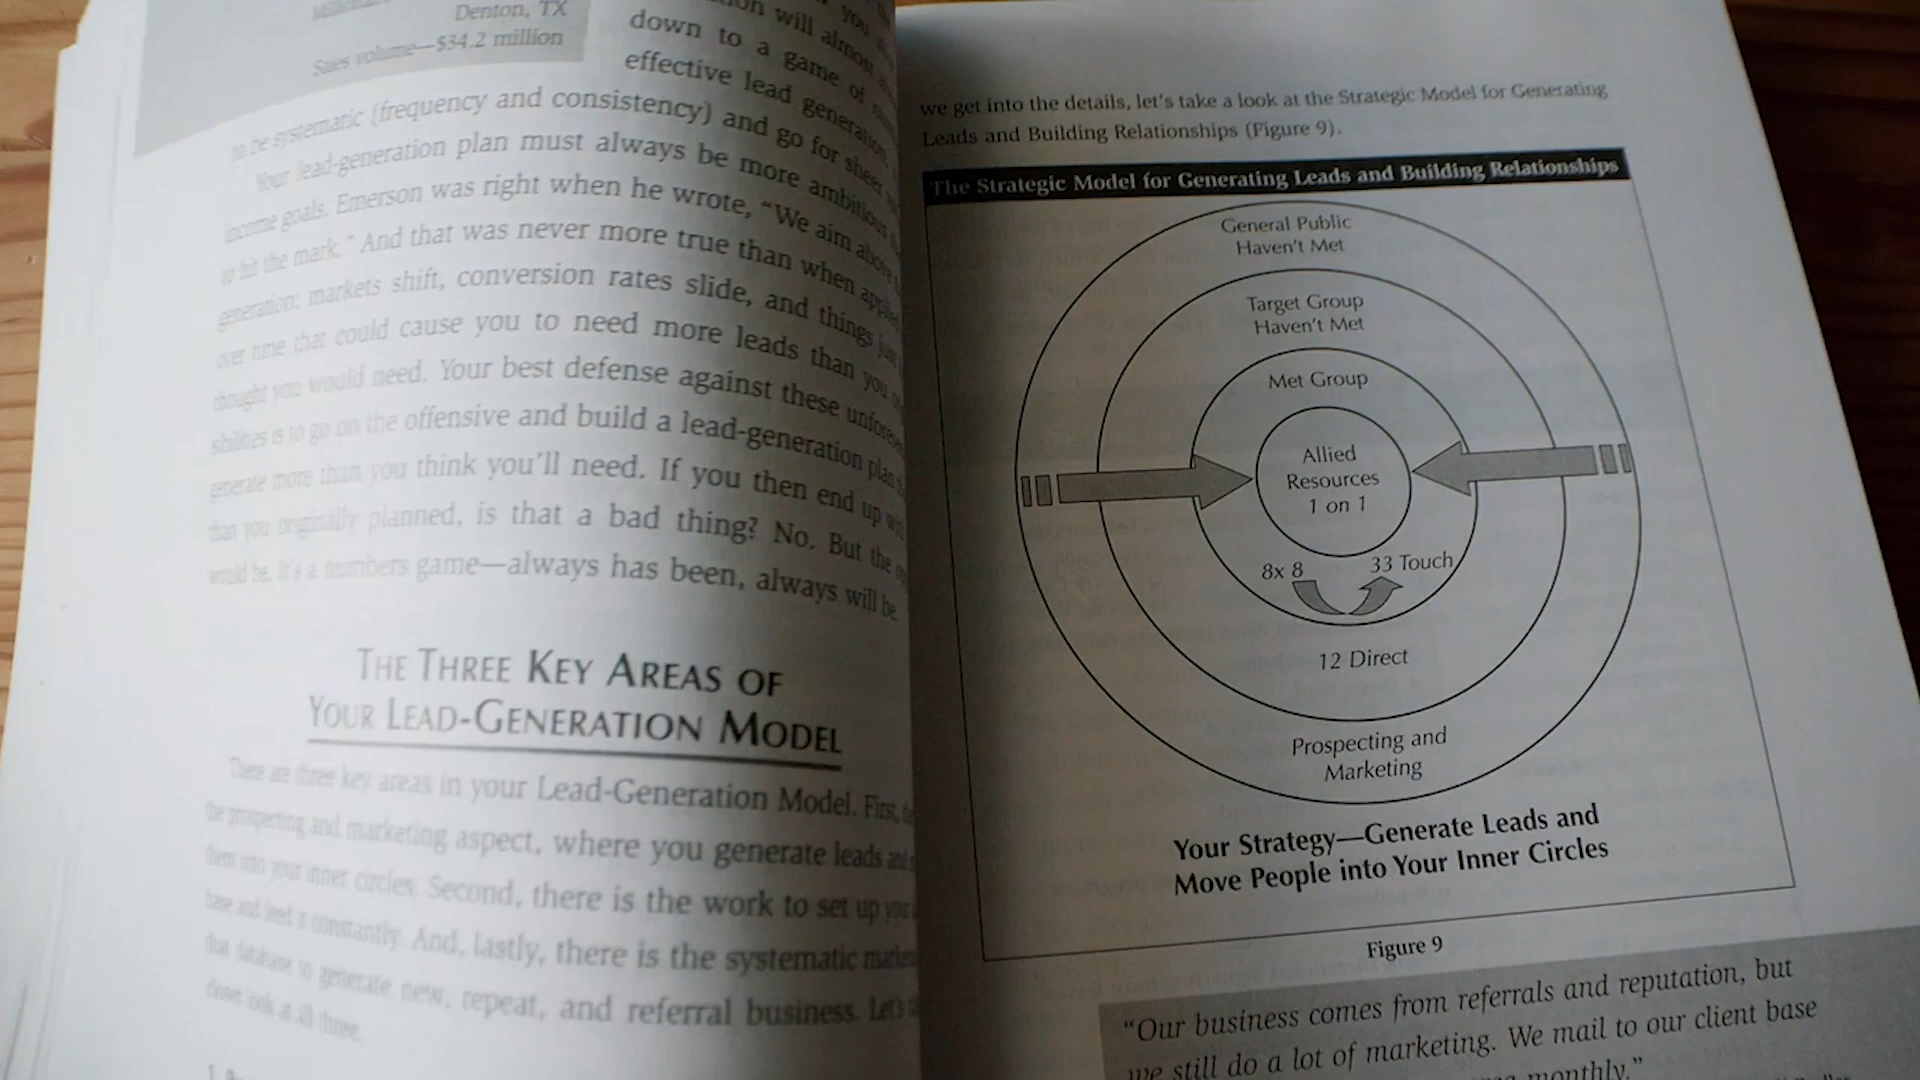 Denton, TX
Sales volume—$34.2 million
will almost
down to a game of
effective lead generation,
to be systematic (frequency and consistency) and go for sheer
Your lead-generation plan must always be more ambitious
income goals. Emerson was right when he wrote, “We aim above
to hit the mark.” And that was never more true than when applied
generation: markets shift, conversion rates slide, and things just
over time that could cause you to need more leads than you
thought you would need. Your best defense against these
is to go on the offensive and build a lead-generation plan
generate more than you think you’ll need. If you then end up
than you originally planned, is that a bad thing? No. But the
would be. It’s a numbers game—always has been, always will be.
THE THREE KEY AREAS OF
YOUR LEAD-GENERATION MODEL
There are three key areas in your Lead-Generation Model. First,
the prospecting and marketing aspect, where you generate leads and
them into your inner circles. Second, there is the work to set up your
base and feed it constantly. And, lastly, there is the systematic
that database to generate new, repeat, and referral business. Let’s
closer look at all three.
we get into the details, let’s take a look at the Strategic Model for Generating
Leads and Building Relationships (Figure 9).
The Strategic Model for Generating Leads and Building Relationships
General Public
Haven’t Met
Target Group
Haven’t Met
Met Group
Allied
Resources
1 on 1
8x 8
33 Touch
12 Direct
Prospecting and
Marketing
Your Strategy—Generate Leads and
Move People into Your Inner Circles
Figure 9
“Our business comes from referrals and reputation, but
we still do a lot of marketing. We mail to our client base
monthly.”